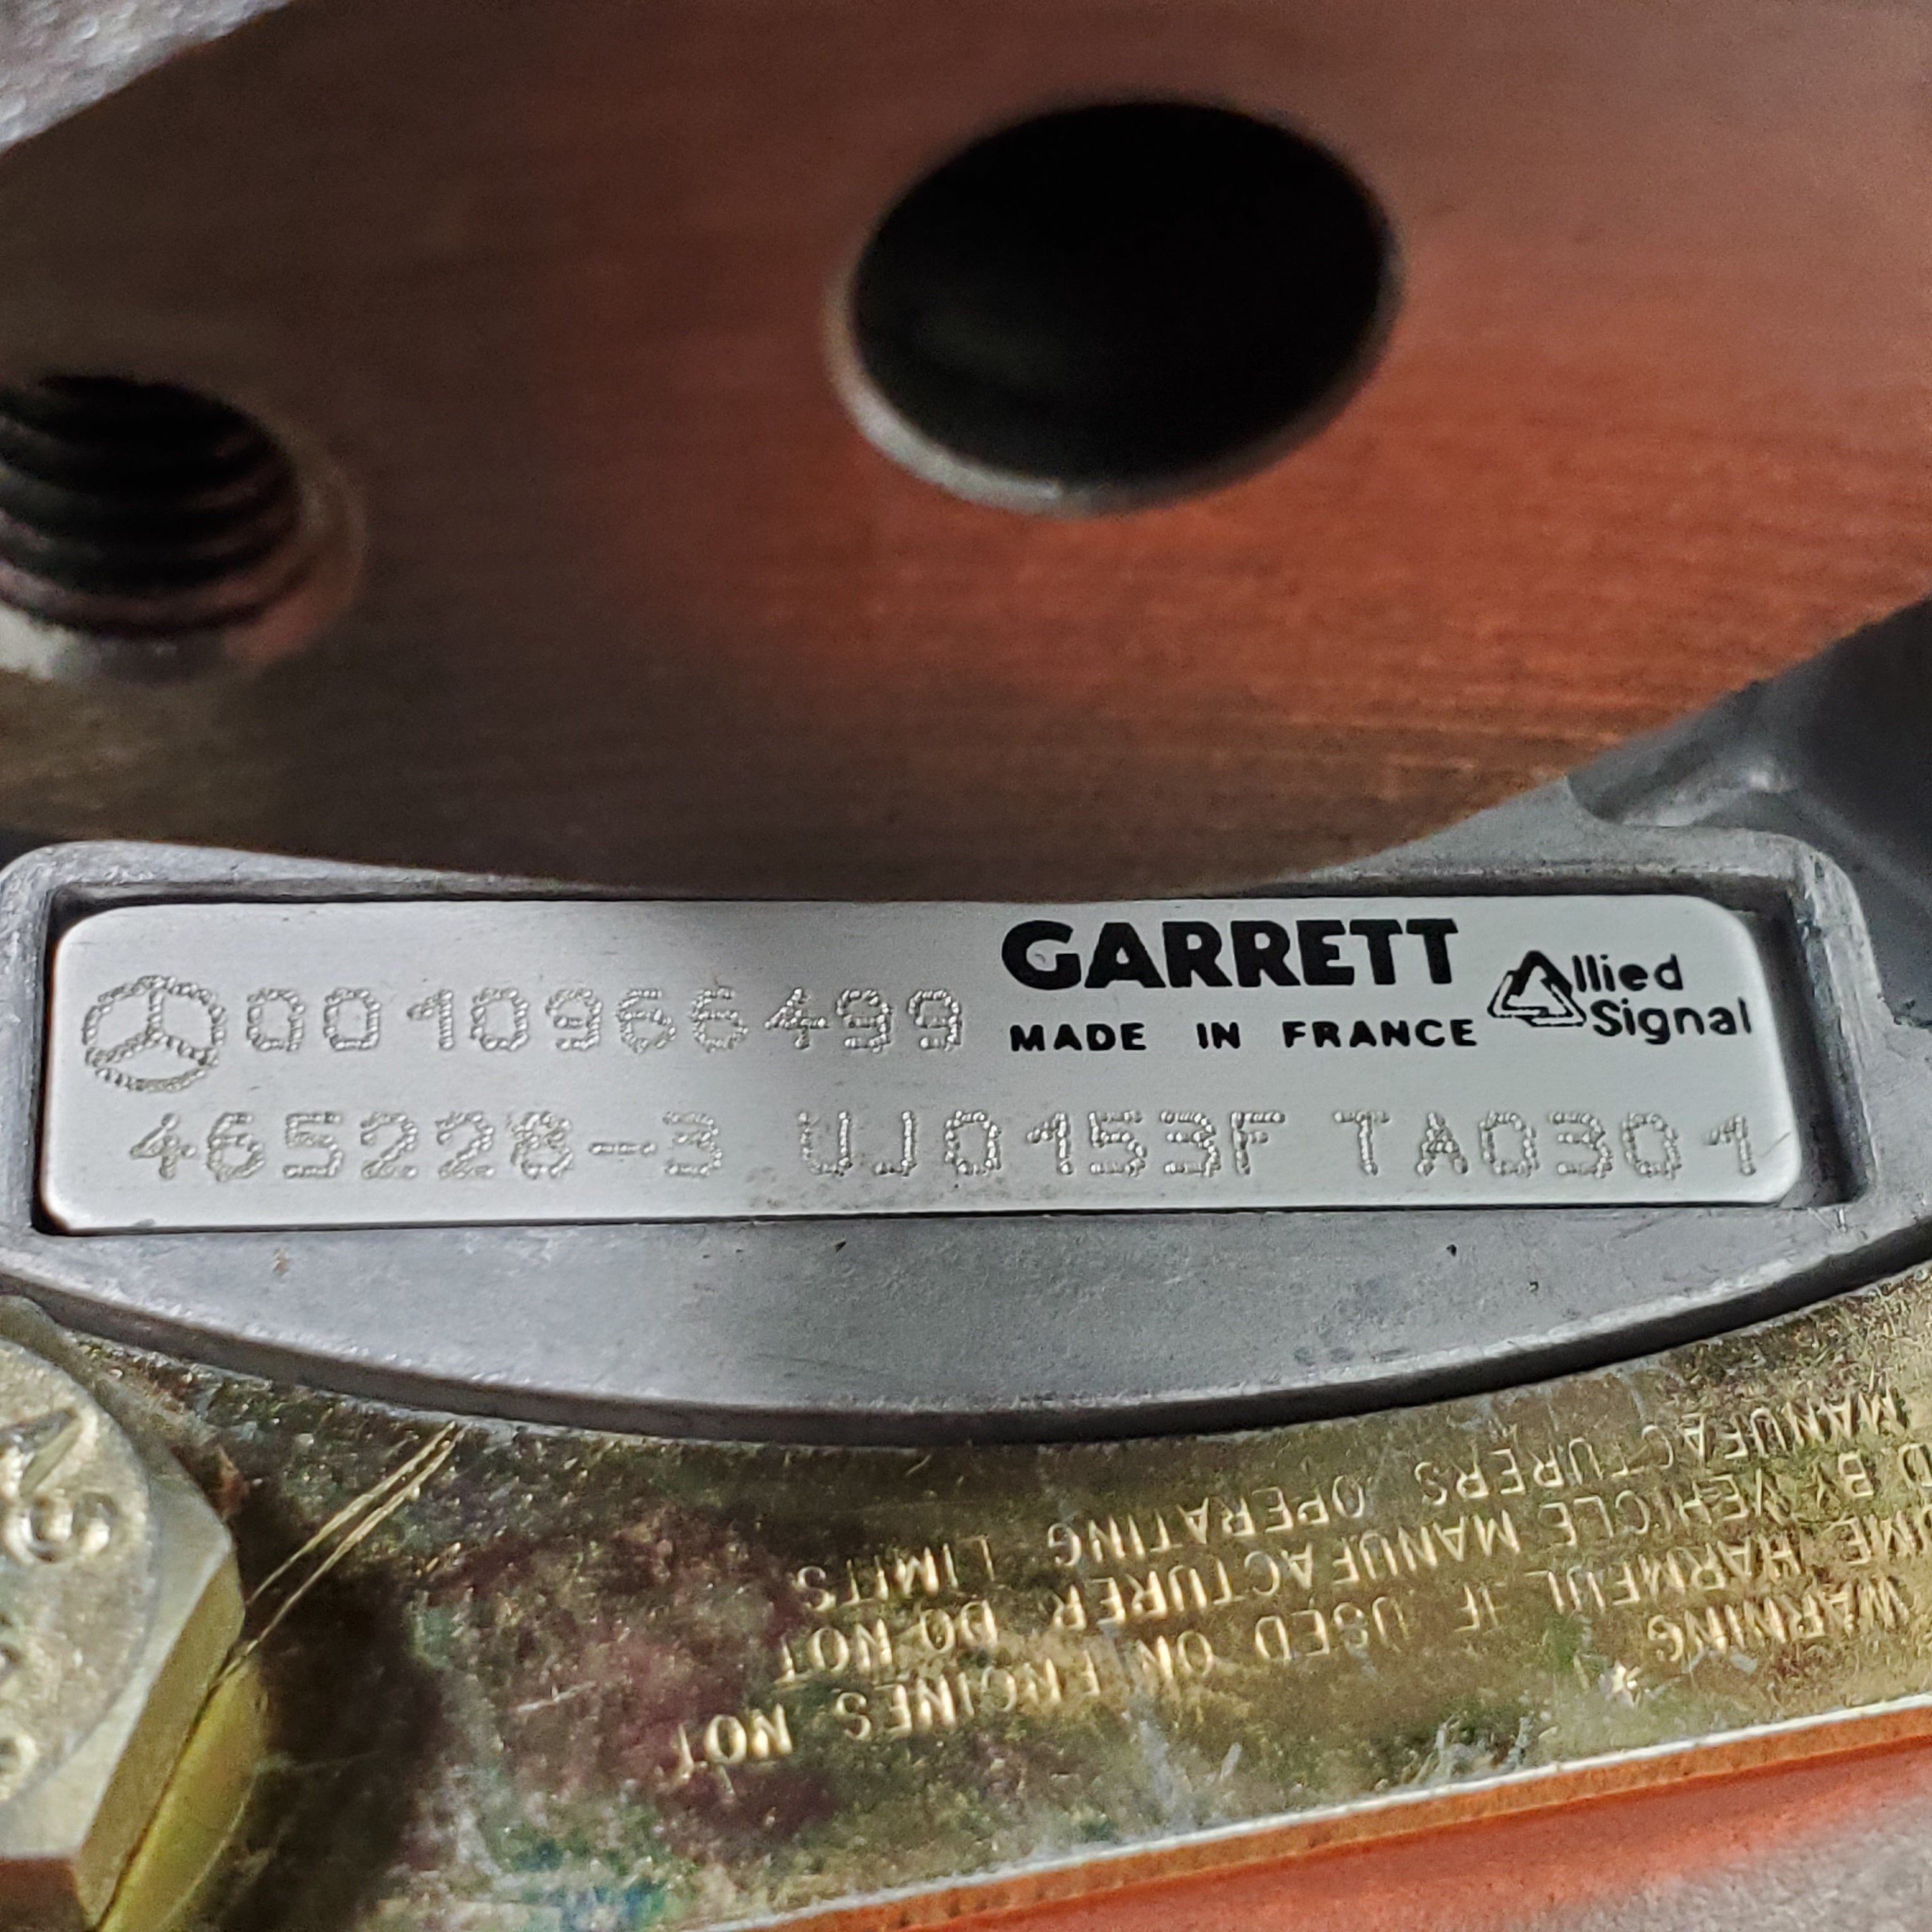 0010966499 GARRETT Allied Signal
MADE IN FRANCE
465228-3 UJ0153F TA0301
WARNING
HARMFUL IF USED ON ENGINES NOT
BY VEHICLE MANUFACTURER DO NOT
MANUFACTURERS OPERATING LIMITS